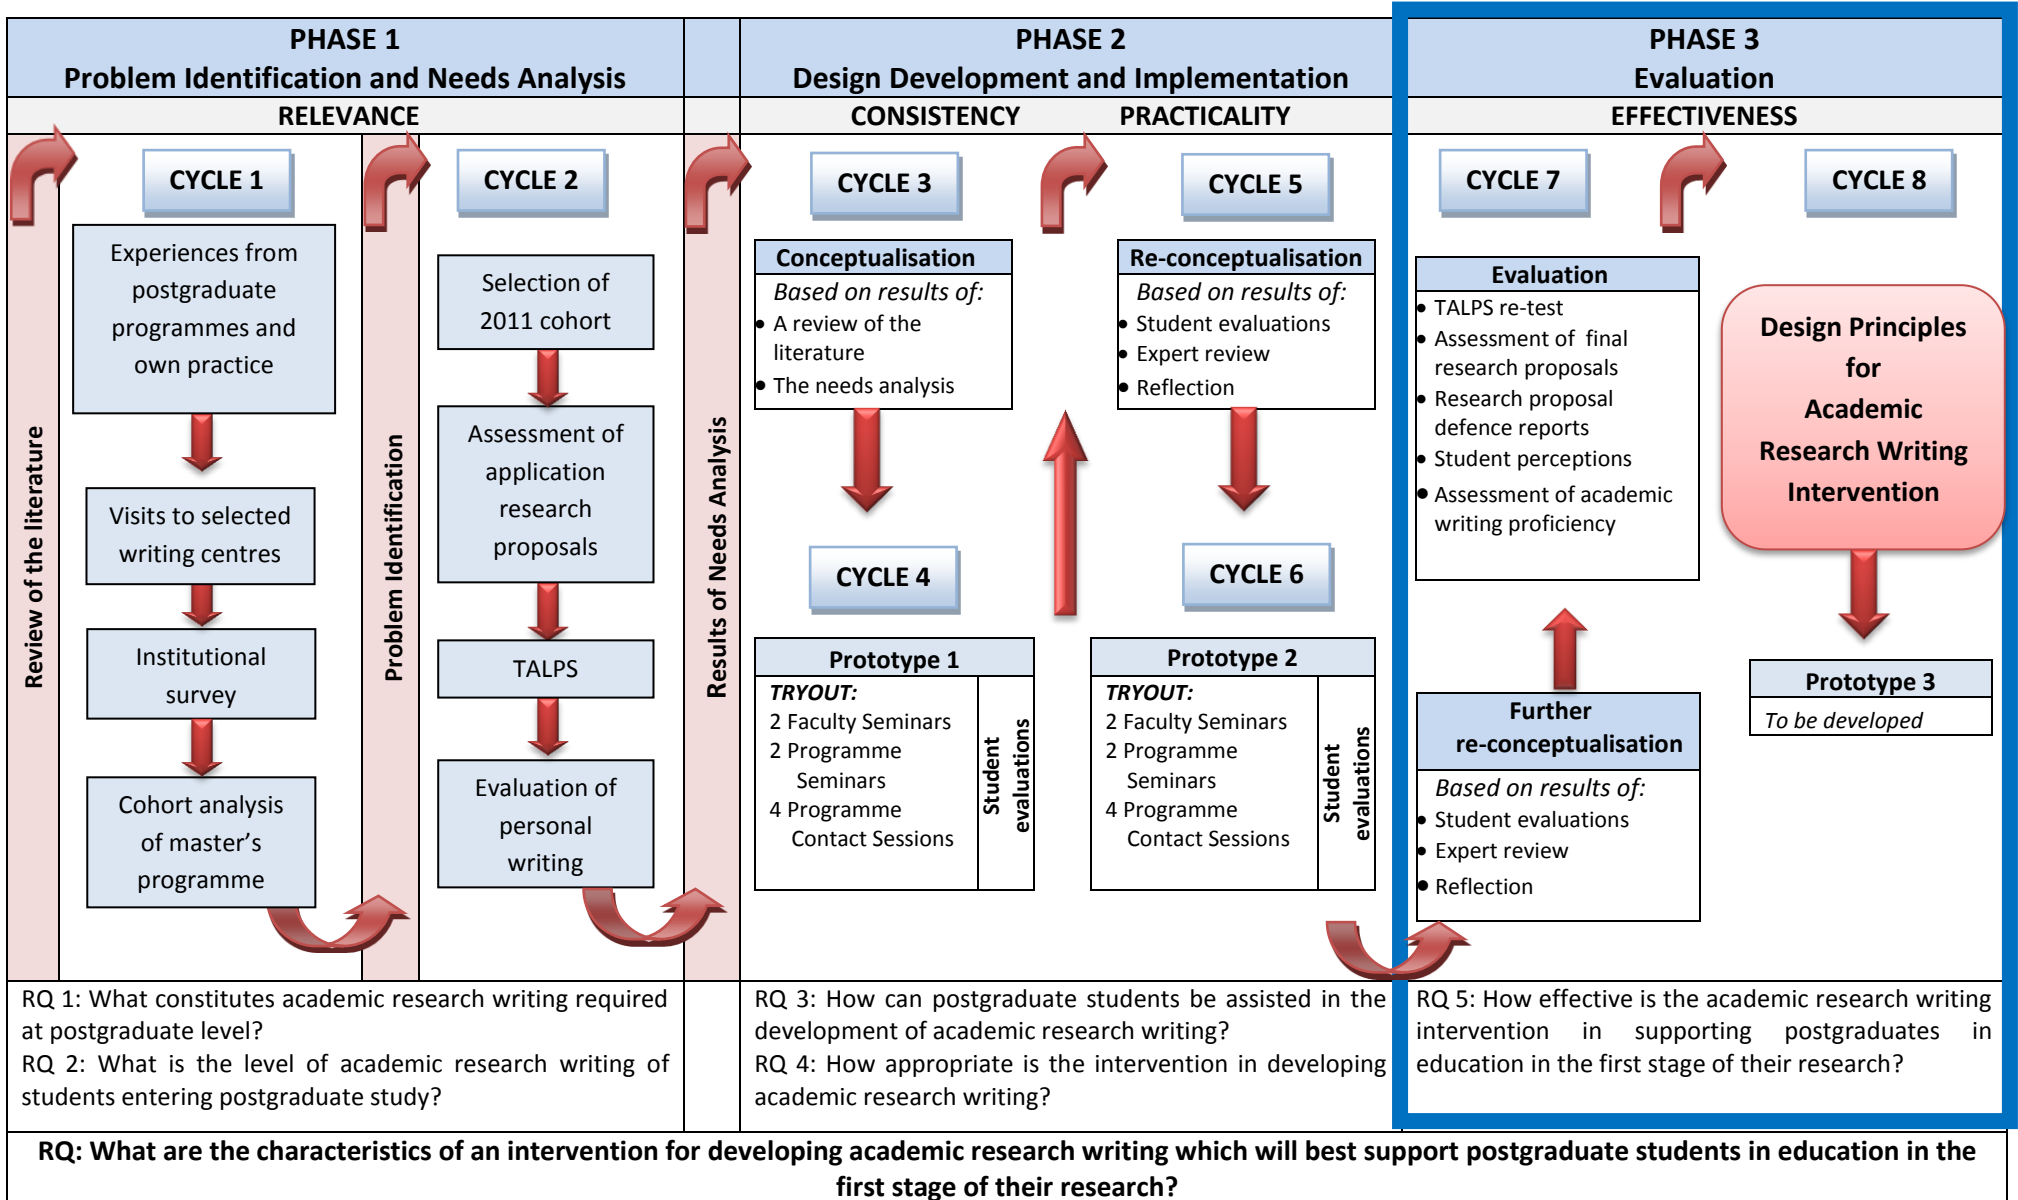 PHASE 1
Problem Identification and Needs Analysis
RELEVANCE
Review of the literature
CYCLE 1
Experiences from
postgraduate
programmes and
own practice
Visits to selected
writing centres
Institutional
survey
Cohort analysis
of master's
programme
Problem Identification
CYCLE 2
Selection of
2011 cohort
Assessment of
application
research
proposals
TALPS
Evaluation of
personal
writing
Results of Needs Analysis
RQ 1: What constitutes academic research writing required
at postgraduate level?
RQ 2: What is the level of academic research writing of
students entering postgraduate study?
PHASE 2
Design Development and Implementation
CONSISTENCY PRACTICALITY
CYCLE 3
Conceptualisation
Based on results of:
• A review of the
literature
• The needs analysis
CYCLE 4
Prototype 1
TRYOUT:
2 Faculty Seminars
2 Programme
Seminars
4 Programme
Contact Sessions
Student
evaluations
CYCLE 5
Re-conceptualisation
Based on results of:
• Student evaluations
• Expert review
• Reflection
CYCLE 6
Prototype 2
TRYOUT:
2 Faculty Seminars
2 Programme
Seminars
4 Programme
Contact Sessions
Student
evaluations
RQ 3: How can postgraduate students be assisted in the
development of academic research writing?
RQ 4: How appropriate is the intervention in developing
academic research writing?
PHASE 3
Evaluation
EFFECTIVENESS
CYCLE 7
Evaluation
• TALPS re-test
• Assessment of final
research proposals
• Research proposal
defence reports
• Student perceptions
• Assessment of academic
writing proficiency
Further
re-conceptualisation
Based on results of:
• Student evaluations
• Expert review
• Reflection
CYCLE 8
Design Principles
for
Academic
Research Writing
Intervention
Prototype 3
To be developed
RQ 5: How effective is the academic research writing
intervention in supporting postgraduates in
education in the first stage of their research?
RQ: What are the characteristics of an intervention for developing academic research writing which will best support postgraduate students in education in the
first stage of their research?